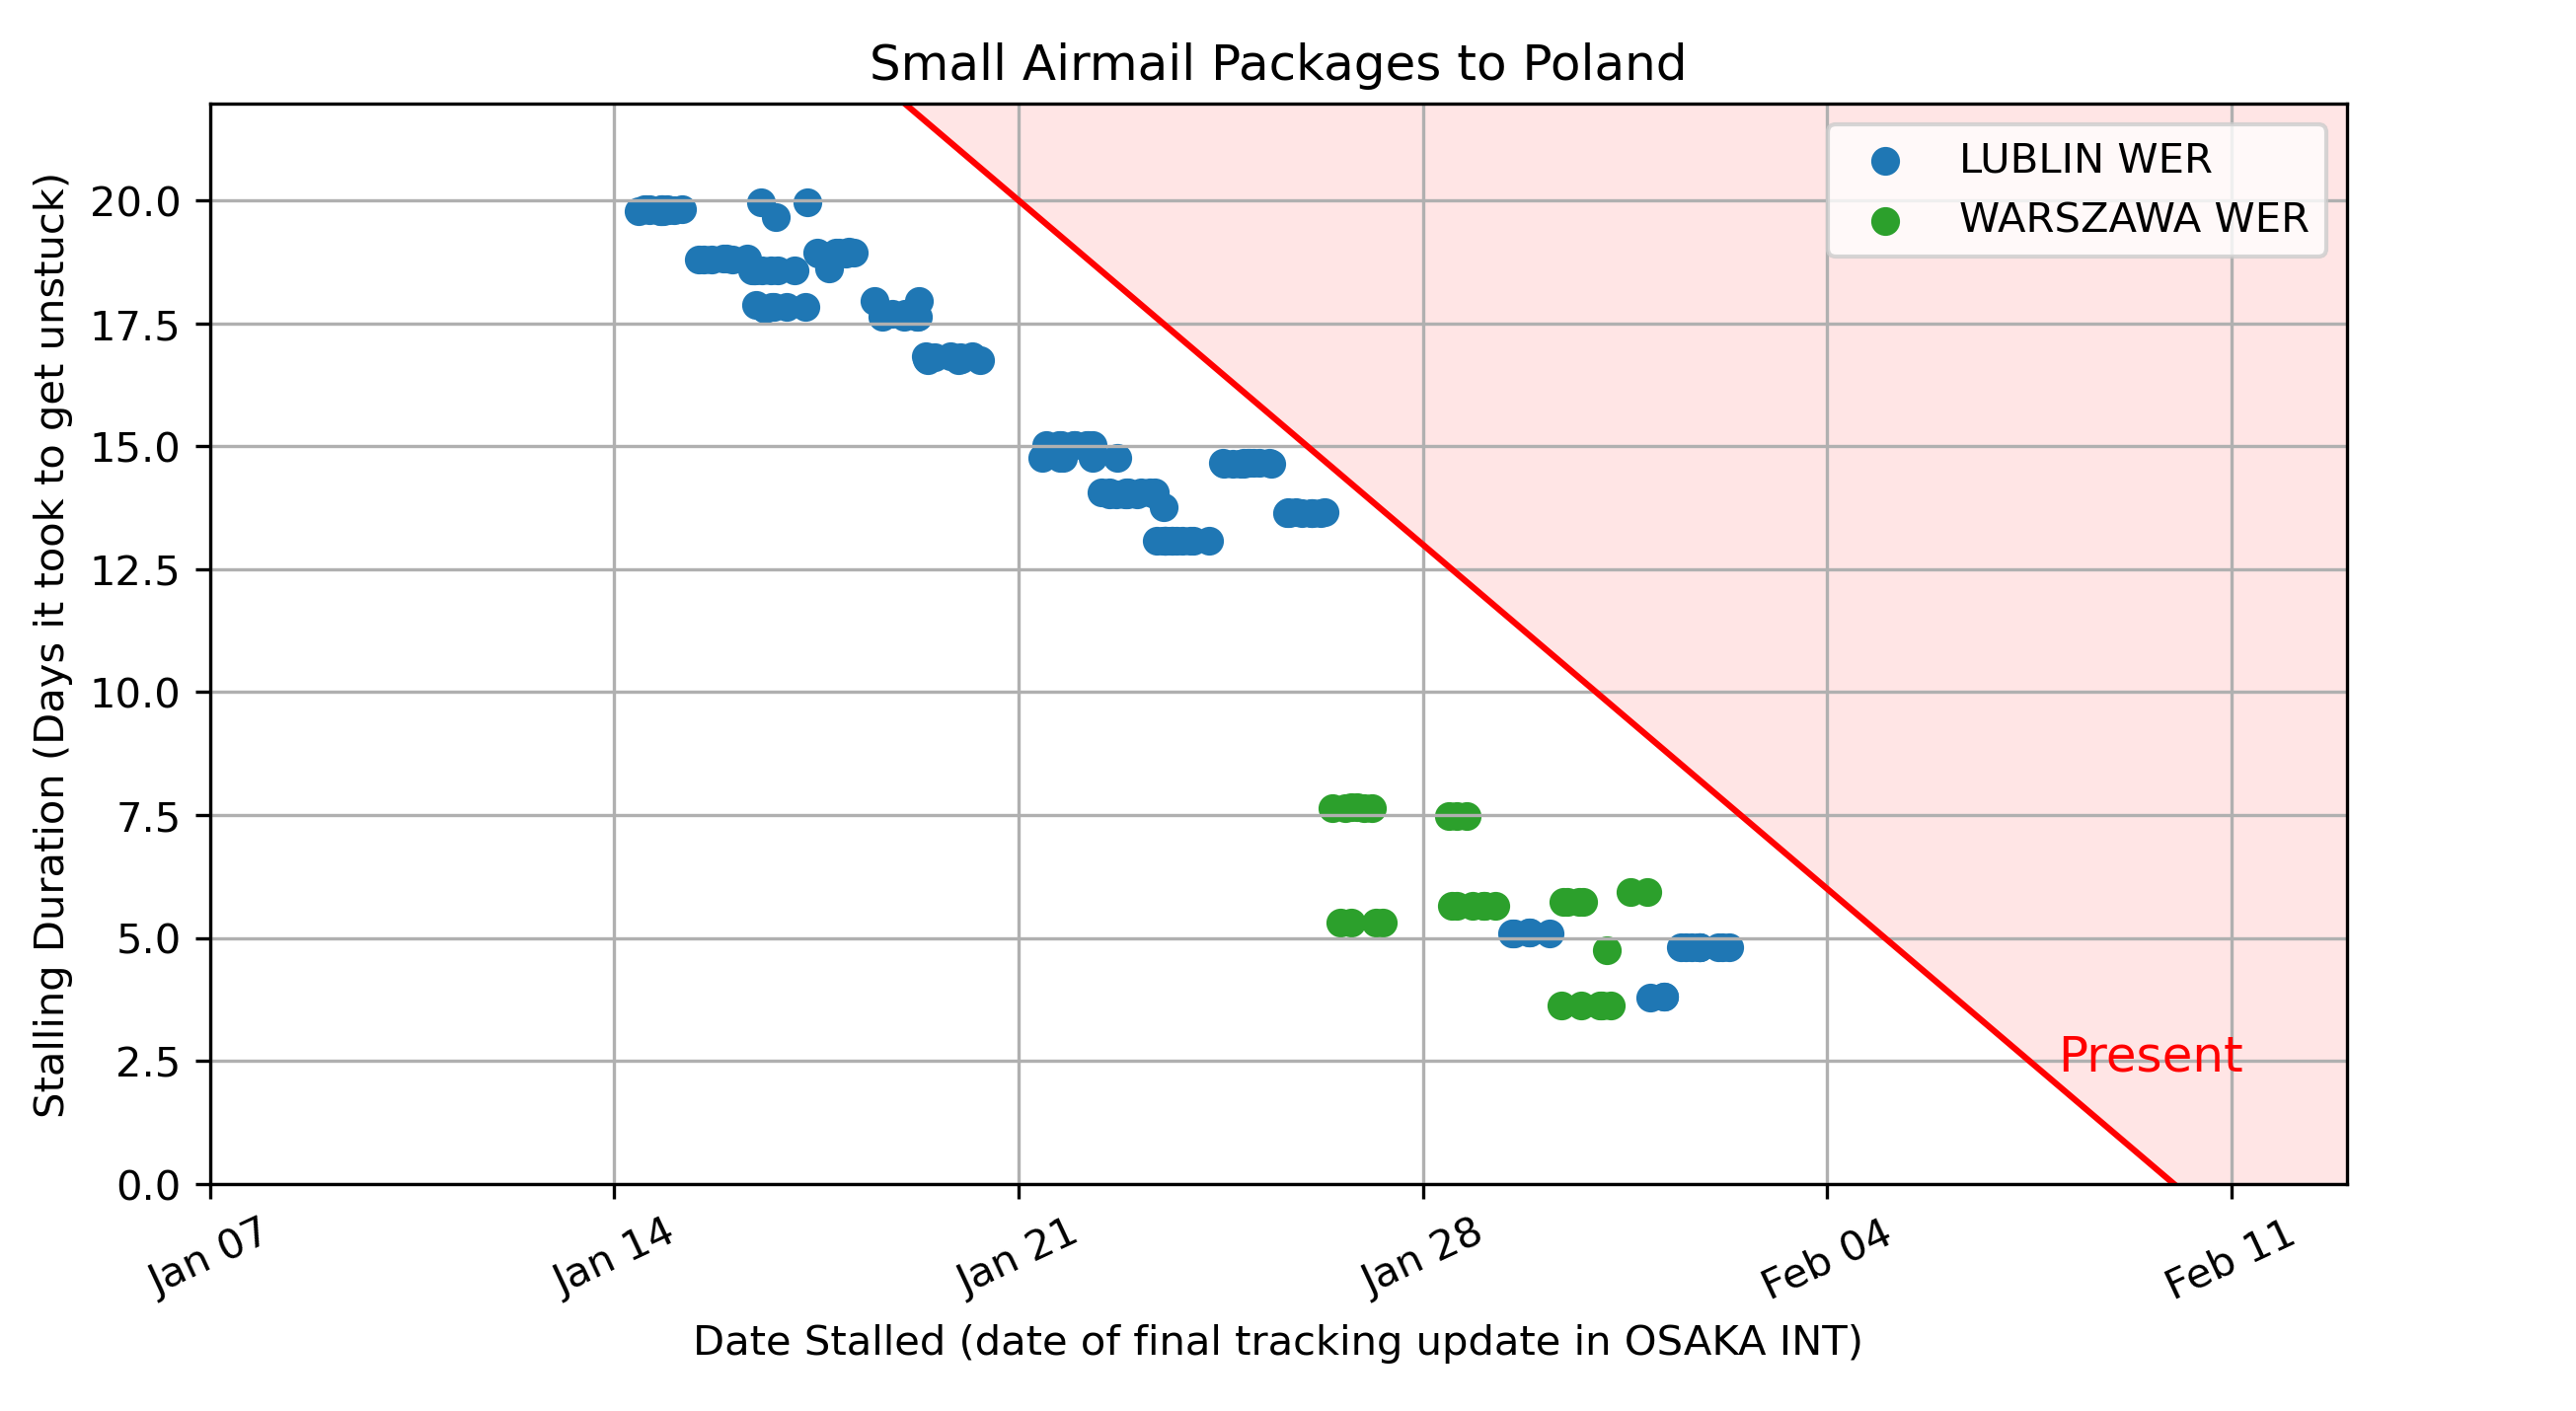 Small Airmail Packages to Poland
Stalling Duration (Days it took to get unstuck)
20.0
17.5
15.0
12.5
10.0
7.5
5.0
2.5
0.0
LUBLIN WER
WARSZAWA WER
Present
Jan 07
Jan 14
Jan 21
Jan 28
Feb 04
Feb 11
Date Stalled (date of final tracking update in OSAKA INT)